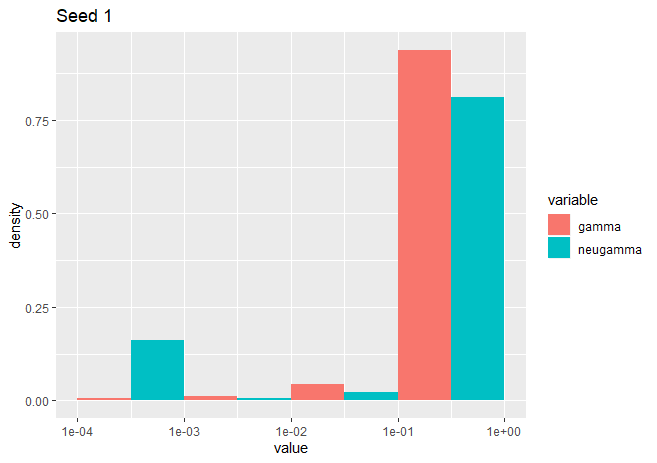 Seed 1
density
0.75
0.50
0.25
0.00
1e-04 1e-03 1e-02 1e-01 1e+00
value
variable
gamma
neugamma